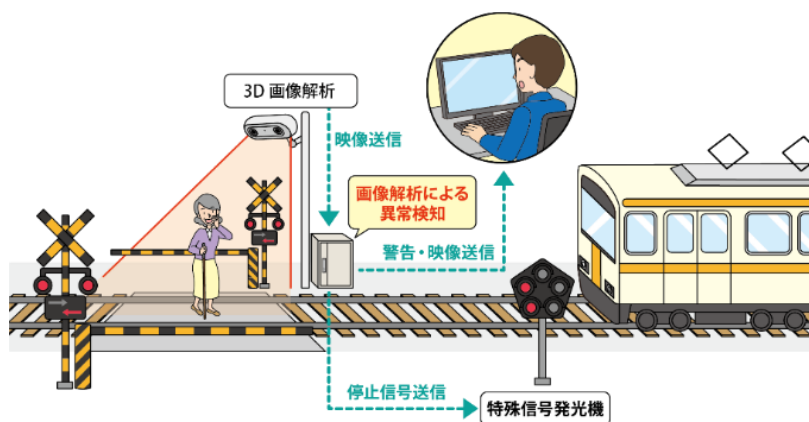 3D 画像解析
映像送信
画像解析による
異常検知
警告・映像送信
停止信号送信
特殊信号発光機